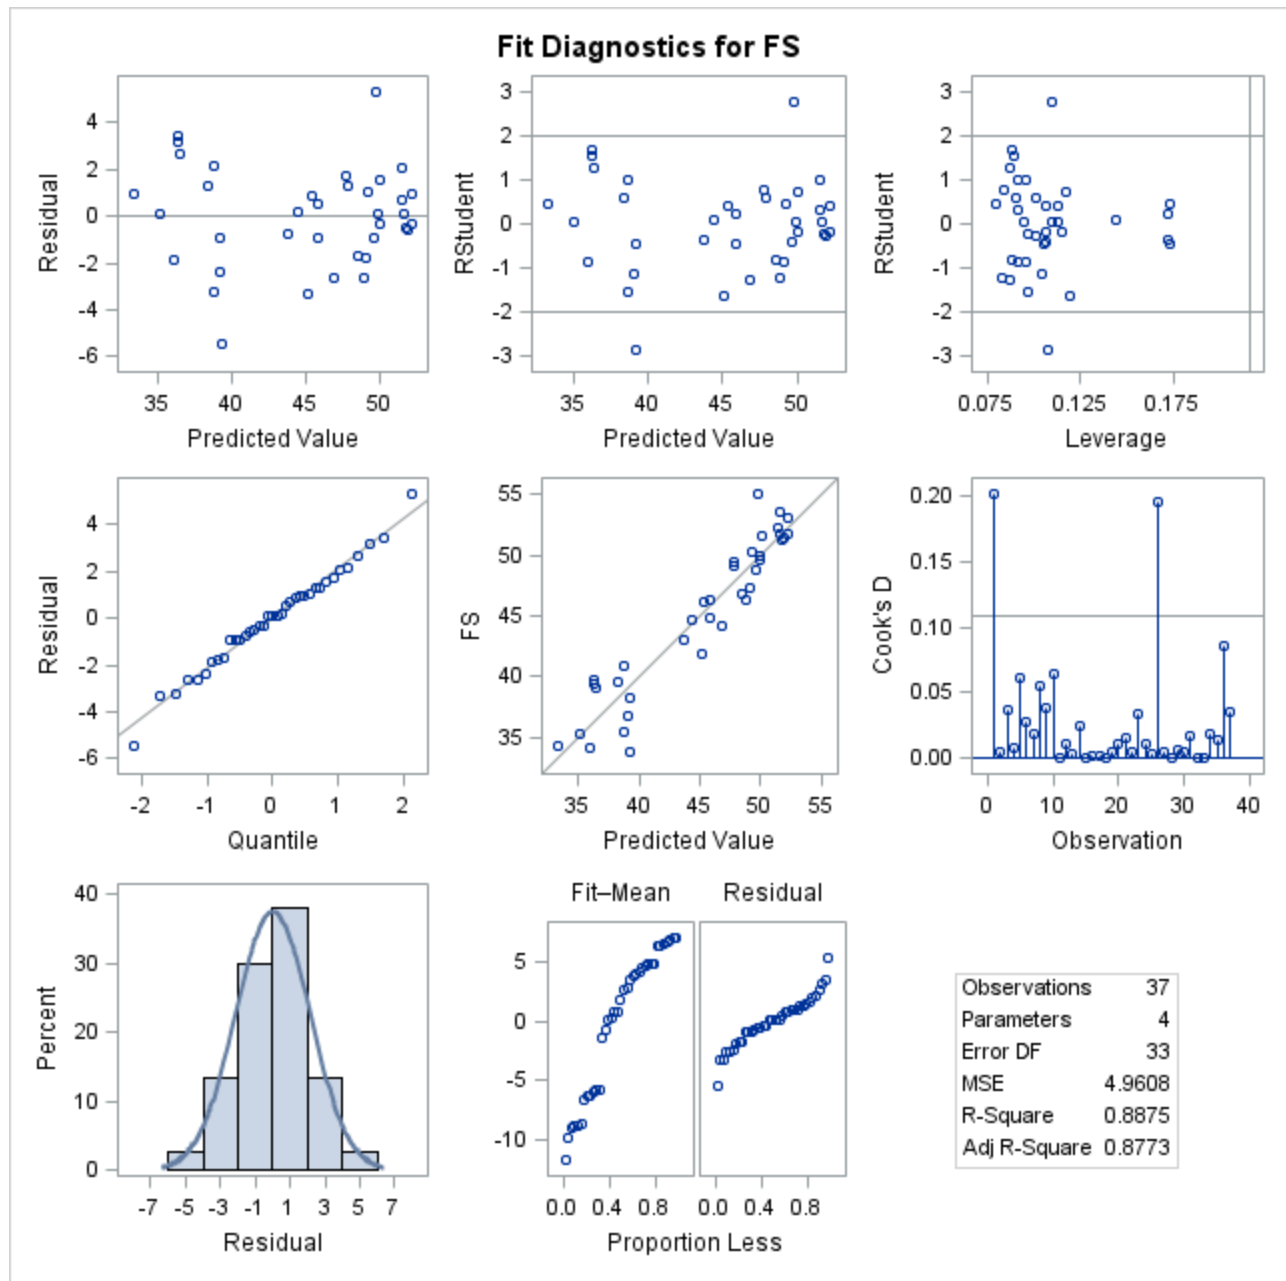 Fit Diagnostics for FS
Residual
4
2
0
-2
-4
-6
35 40 45 50
Predicted Value
RStudent
3
2
1
0
-1
-2
-3
35 40 45 50
Predicted Value
RStudent
3
2
1
0
-1
-2
-3
0.075 0.125 0.175
Leverage
Residual
4
2
0
-2
-4
-6
-2 -1 0 1 2
Quantile
FS
55
50
45
40
35
35 40 45 50 55
Predicted Value
Cook's D
0.20
0.15
0.10
0.05
0.00
0 10 20 30 40
Observation
Percent
40
30
20
10
0
-7 -5 -3 -1 1 3 5 7
Residual
Fit–Mean Residual
5
0
-5
-10
0.0 0.4 0.8 0.0 0.4 0.8
Proportion Less
Observations 37
Parameters 4
Error DF 33
MSE 4.9608
R-Square 0.8875
Adj R-Square 0.8773